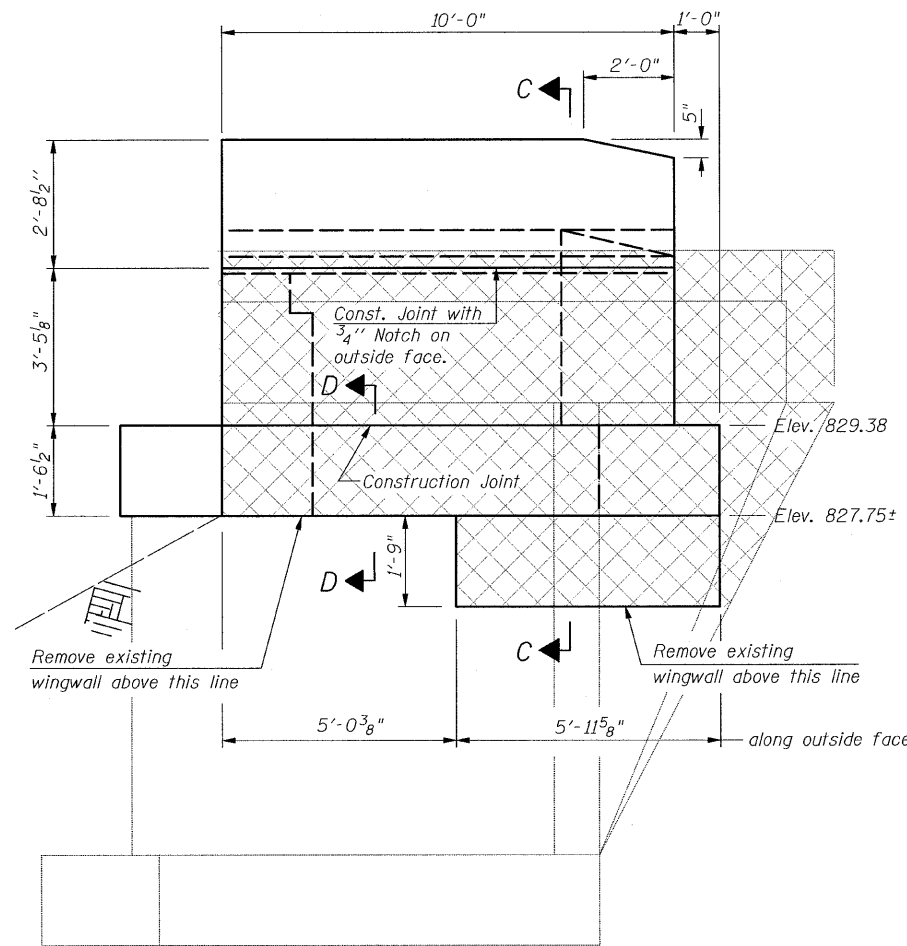 10'-0"
1'-0"
2'-0"
C
5"
2'-8½"
3'-5⅛"
Const. Joint with
¾" Notch on
outside face.
D
Elev. 829.38
1'-6½"
Construction Joint
Elev. 827.75±
1'-9"
D
Remove existing
wingwall above this line
C
Remove existing
wingwall above this line
5'-0⅜"
5'-11⅝"
along outside face